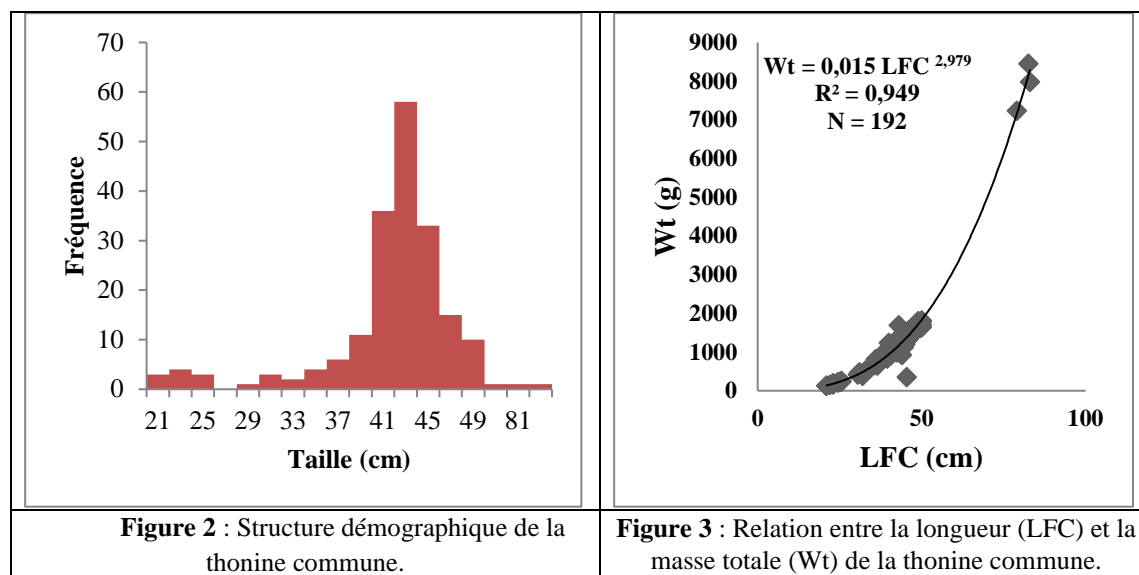 70
60
50
40
30
20
10
0
Fréquence
21 25 29 33 37 41 45 49 81
Taille (cm)
Figure 2 : Structure démographique de la
thonine commune.
9000
8000
7000
6000
5000
4000
3000
2000
1000
0
Wt (g)
Wt = 0,015 LFC ²,⁹⁷⁹
R² = 0,949
N = 192
0 50 100
LFC (cm)
Figure 3 : Relation entre la longueur (LFC) et la
masse totale (Wt) de la thonine commune.